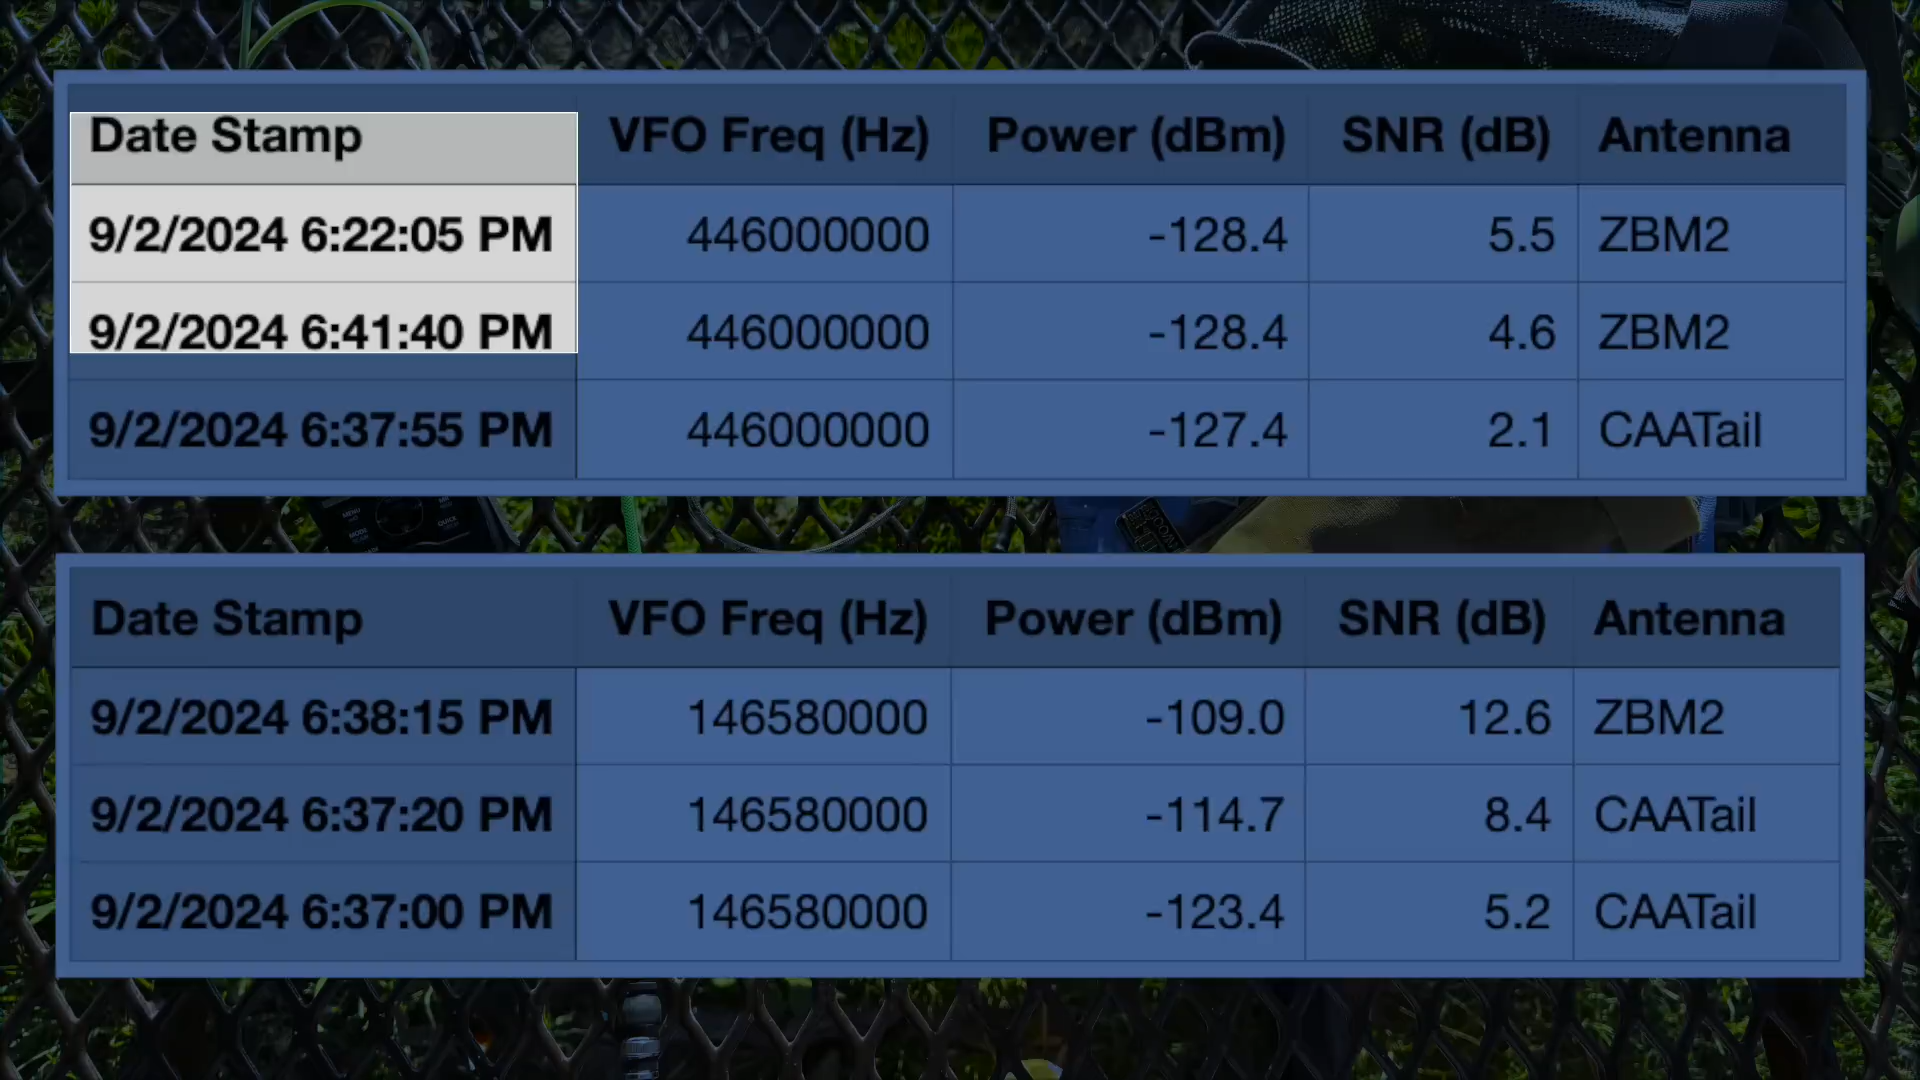 Date Stamp VFO Freq (Hz) Power (dBm) SNR (dB) Antenna
9/2/2024 6:22:05 PM 446000000 -128.4 5.5 ZBM2
9/2/2024 6:41:40 PM 446000000 -128.4 4.6 ZBM2
9/2/2024 6:37:55 PM 446000000 -127.4 2.1 CAATail
MENU
MODE
QUICK
Date Stamp VFO Freq (Hz) Power (dBm) SNR (dB) Antenna
9/2/2024 6:38:15 PM 146580000 -109.0 12.6 ZBM2
9/2/2024 6:37:20 PM 146580000 -114.7 8.4 CAATail
9/2/2024 6:37:00 PM 146580000 -123.4 5.2 CAATail